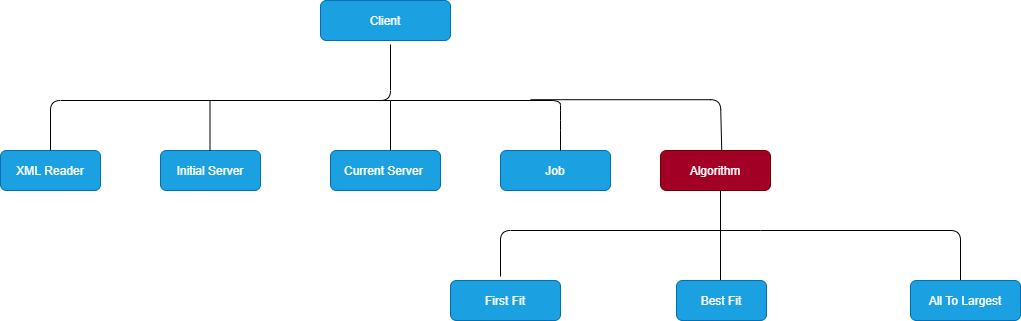 Client
XML Reader
Initial Server
Current Server
Job
Algorithm
First Fit
Best Fit
All To Largest